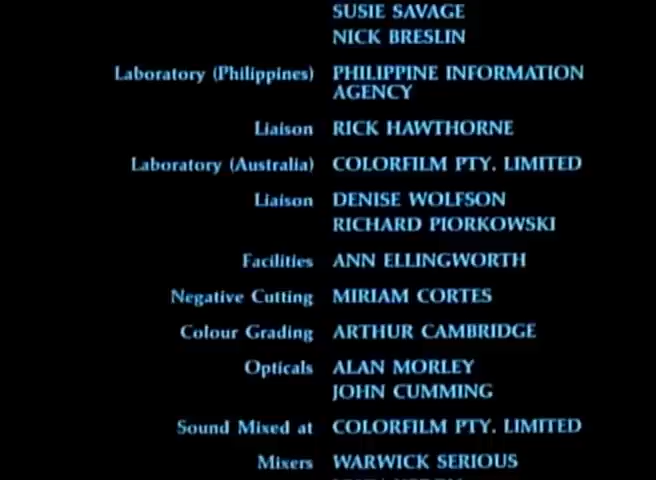 SUSIE SAVAGE
NICK BRESLIN
Laboratory (Philippines) PHILIPPINE INFORMATION
AGENCY
Liaison RICK HAWTHORNE
Laboratory (Australia) COLORFILM PTY. LIMITED
Liaison DENISE WOLFSON
RICHARD PIORKOWSKI
Facilities ANN ELLINGWORTH
Negative Cutting MIRIAM CORTES
Colour Grading ARTHUR CAMBRIDGE
Opticals ALAN MORLEY
JOHN CUMMING
Sound Mixed at COLORFILM PTY. LIMITED
Mixers WARWICK SERIOUS